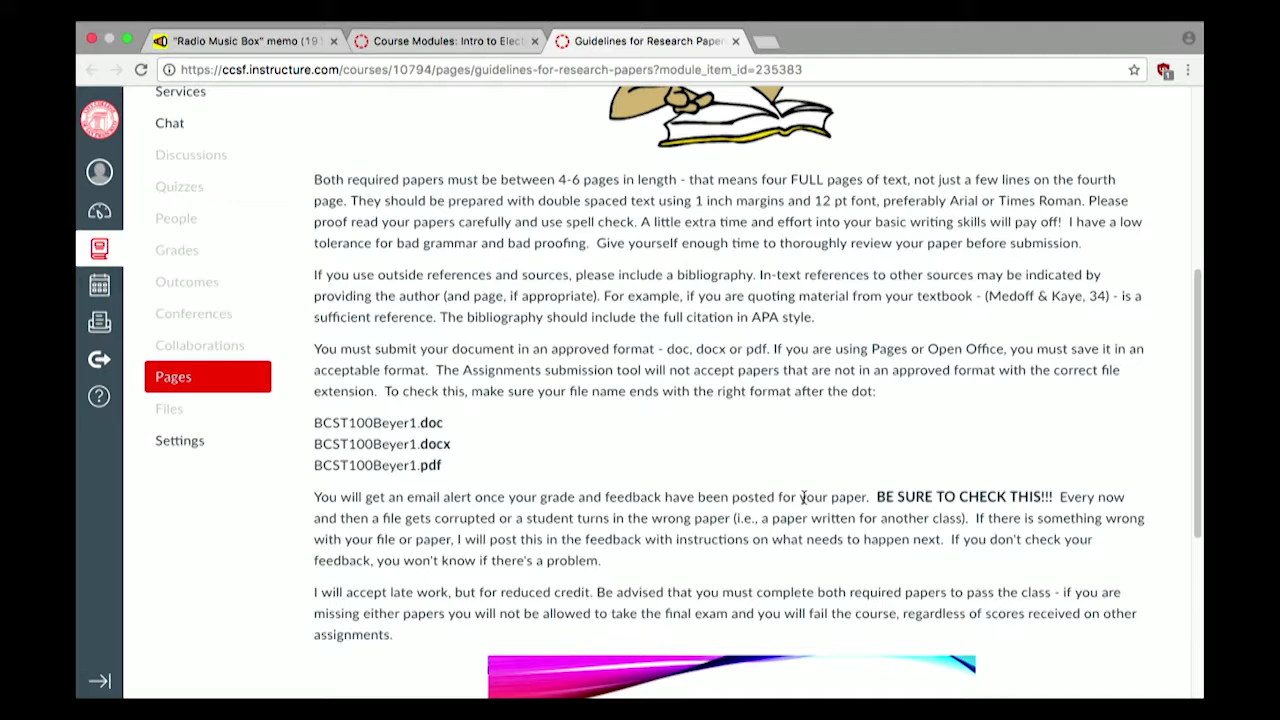 "Radio Music Box" memo (191
Course Modules: Intro to Elect
Guidelines for Research Paper
https://ccsf.instructure.com/courses/10794/pages/guidelines-for-research-papers?module_item_id=235383
Services
Chat
Discussions
Quizzes
People
Grades
Outcomes
Conferences
Collaborations
Pages
Files
Settings
Both required papers must be between 4-6 pages in length - that means four FULL pages of text, not just a few lines on the fourth
page. They should be prepared with double spaced text using 1 inch margins and 12 pt font, preferably Arial or Times Roman. Please
proof read your papers carefully and use spell check. A little extra time and effort into your basic writing skills will pay off! I have a low
tolerance for bad grammar and bad proofing. Give yourself enough time to thoroughly review your paper before submission.
If you use outside references and sources, please include a bibliography. In-text references to other sources may be indicated by
providing the author (and page, if appropriate). For example, if you are quoting material from your textbook - (Medoff & Kaye, 34) - is a
sufficient reference. The bibliography should include the full citation in APA style.
You must submit your document in an approved format - doc, docx or pdf. If you are using Pages or Open Office, you must save it in an
acceptable format. The Assignments submission tool will not accept papers that are not in an approved format with the correct file
extension. To check this, make sure your file name ends with the right format after the dot:
BCST100Beyer1.doc
BCST100Beyer1.docx
BCST100Beyer1.pdf
You will get an email alert once your grade and feedback have been posted for your paper. BE SURE TO CHECK THIS!!! Every now
and then a file gets corrupted or a student turns in the wrong paper (i.e., a paper written for another class). If there is something wrong
with your file or paper, I will post this in the feedback with instructions on what needs to happen next. If you don't check your
feedback, you won't know if there's a problem.
I will accept late work, but for reduced credit. Be advised that you must complete both required papers to pass the class - if you are
missing either papers you will not be allowed to take the final exam and you will fail the course, regardless of scores received on other
assignments.